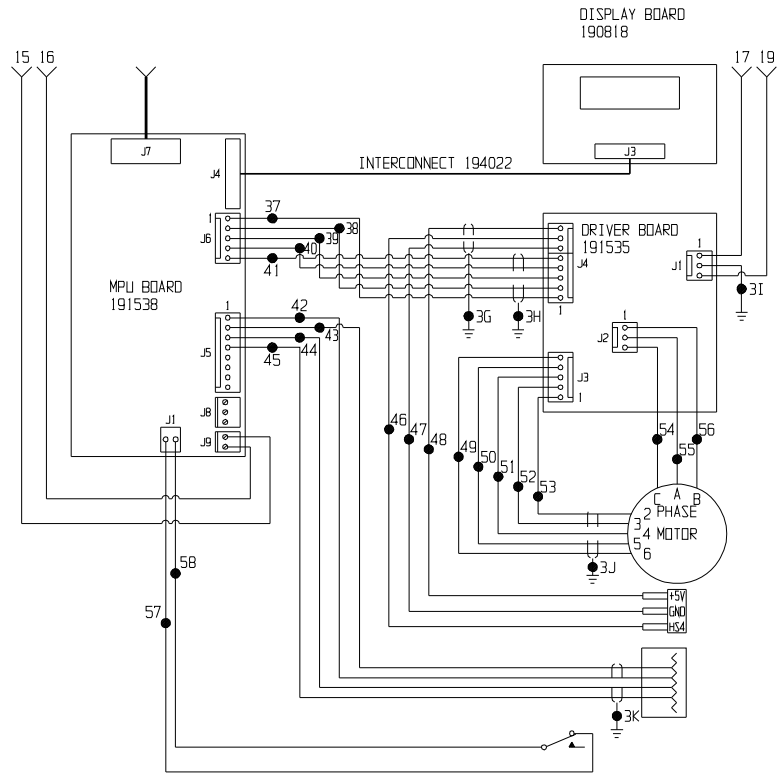 DISPLAY BOARD
190818
15 16
17 19
J7
J4
J3
INTERCONNECT 194022
37
1
38
J6
39
40
41
DRIVER BOARD
191535
J4
1
J1
1
3I
MPU BOARD
191538
3G
3H
1
42
43
44
45
J5
1
J2
J3
1
J8
J1
J9
46
47
48
49
50
51
52
53
54
55
56
C A B
2 PHASE
3
4 MOTOR
5
6
58
3J
57
+5V
GND
HS4
3K